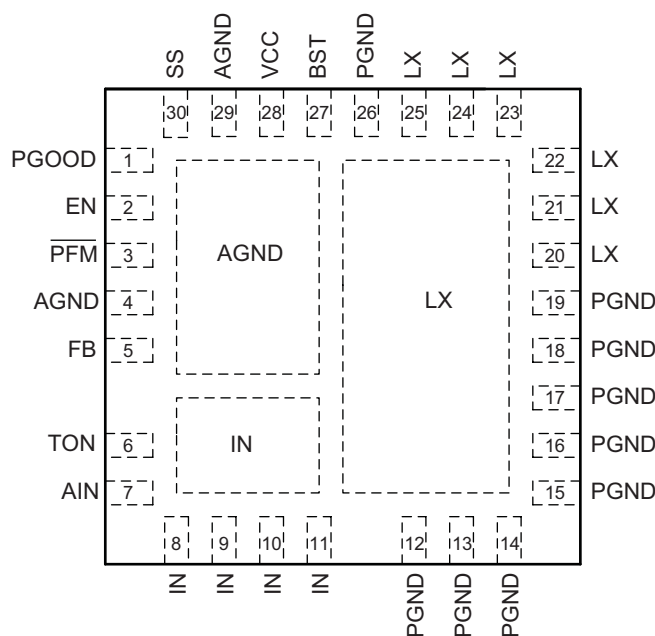 SS AGND VCC BST PGND LX LX LX
30 29 28 27 26 25 24 23
PGOOD 1 22 LX
EN 2 21 LX
P̅F̅M̅ 3 AGND 20 LX
AGND 4 LX 19 PGND
FB 5 18 PGND
17 PGND
TON 6 IN 16 PGND
AIN 7 15 PGND
8 9 10 11 12 13 14
IN IN IN IN PGND PGND PGND